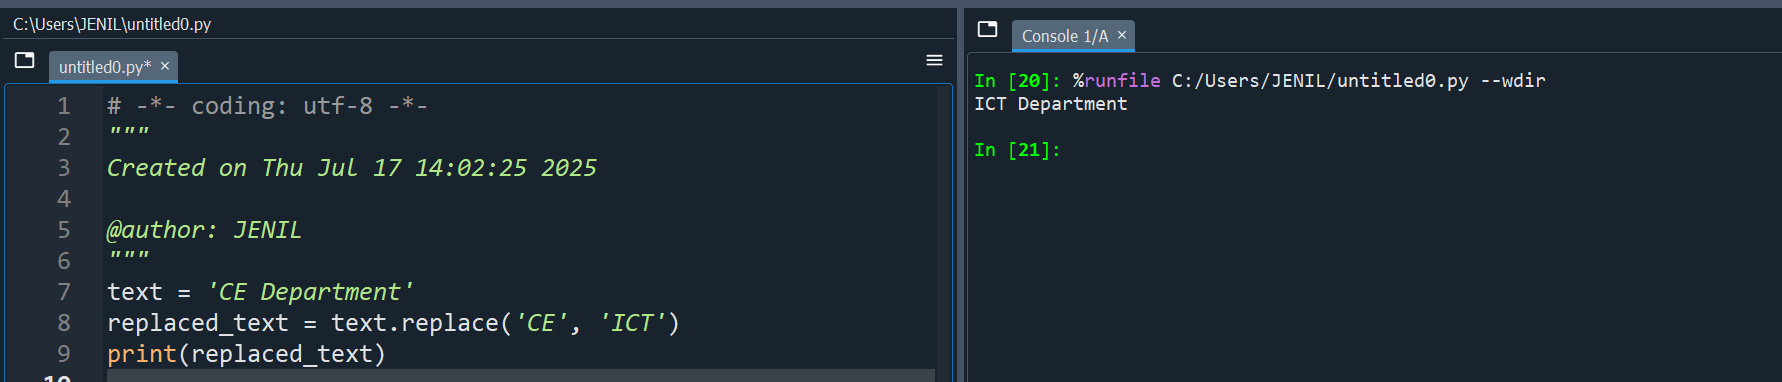 C:\Users\JENIL\untitled0.py
untitled0.py* ×
1 # -*- coding: utf-8 -*-
2 """
3 Created on Thu Jul 17 14:02:25 2025
4
5 @author: JENIL
6 """
7 text = 'CE Department'
8 replaced_text = text.replace('CE', 'ICT')
9 print(replaced_text)
10
Console 1/A ×
In [20]: %runfile C:/Users/JENIL/untitled0.py --wdir
ICT Department
In [21]: